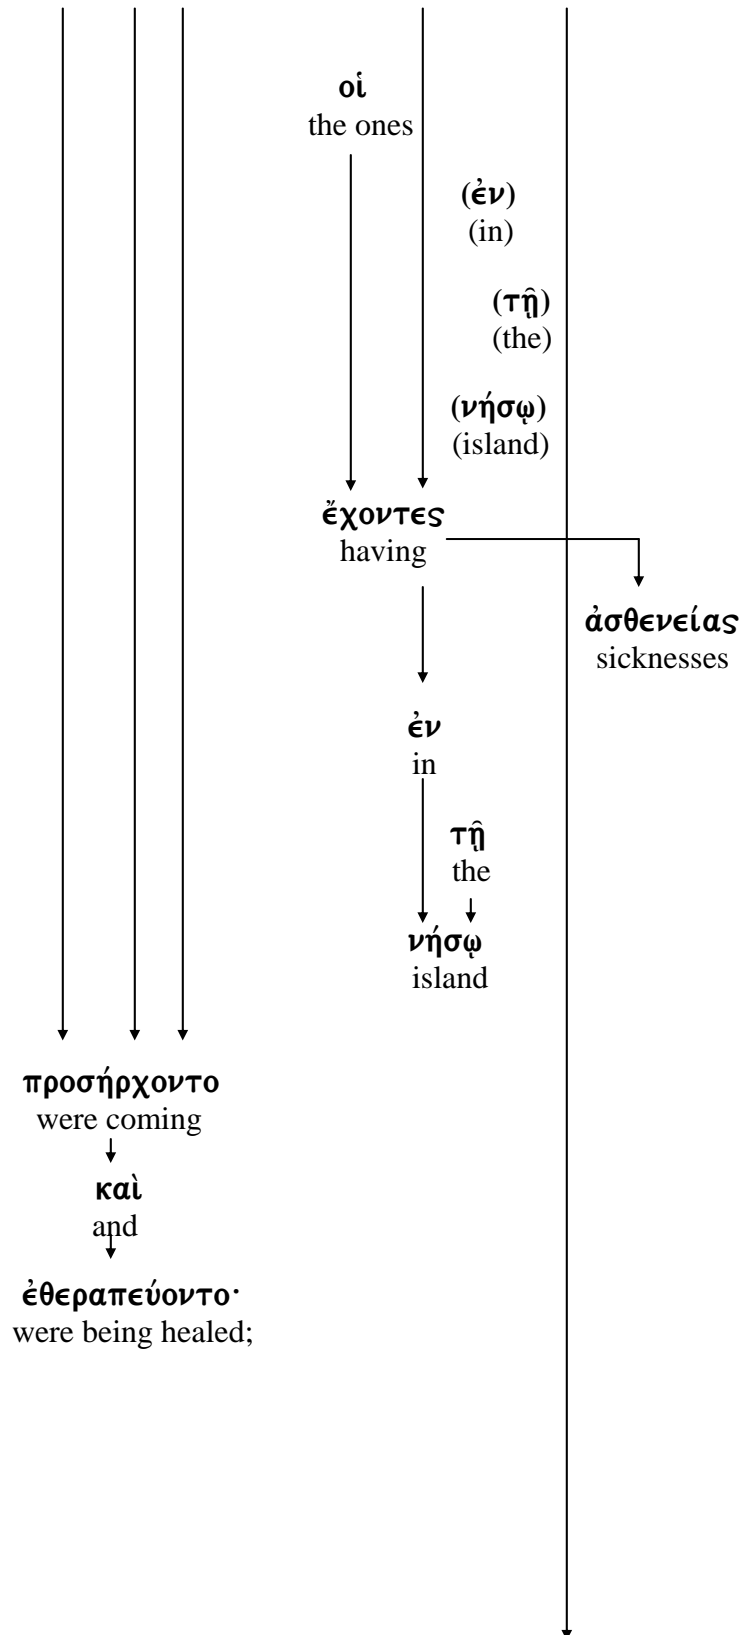 οἱ
the ones
(ἐν)
(in)
(τῇ)
(the)
(νήσῳ)
(island)
ἔχοντες
having
ἀσθενείας
sicknesses
ἐν
in
τῇ
the
νήσῳ
island
προσήρχοντο
were coming
καὶ
and
ἐθεραπεύοντο·
were being healed;